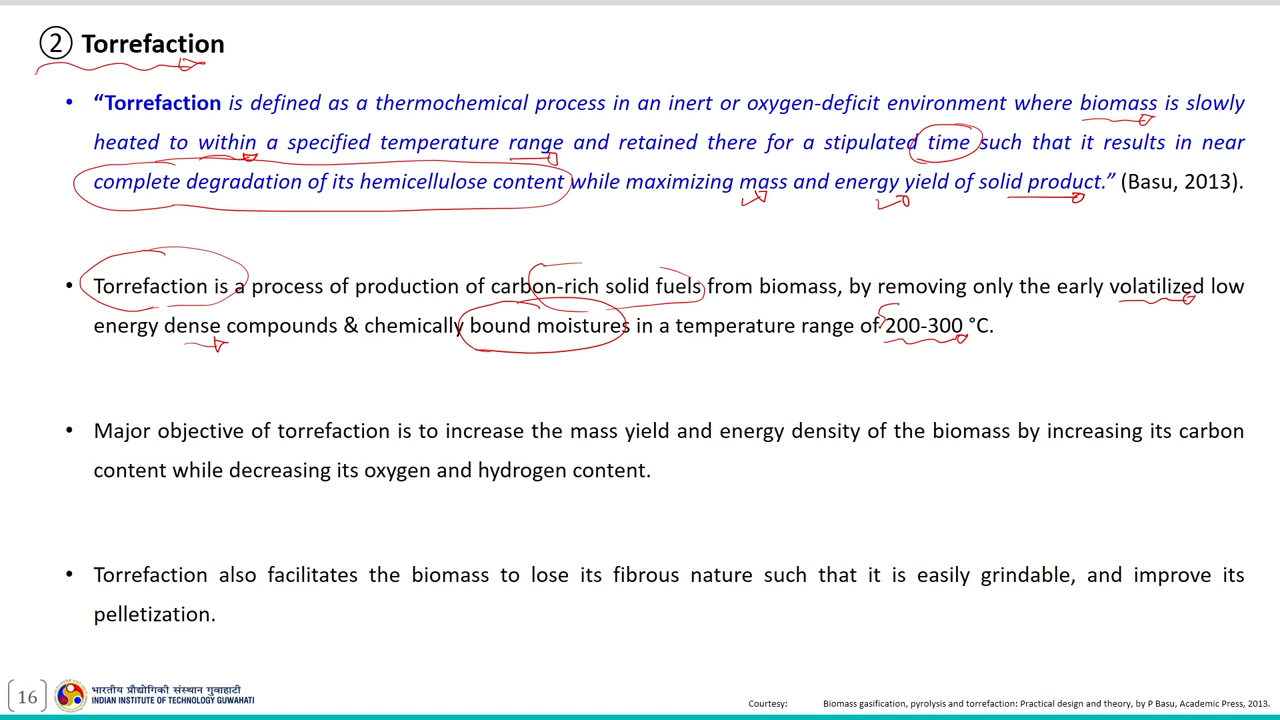 ② Torrefaction
• “Torrefaction is defined as a thermochemical process in an inert or oxygen-deficit environment where biomass is slowly
heated to within a specified temperature range and retained there for a stipulated time such that it results in near
complete degradation of its hemicellulose content while maximizing mass and energy yield of solid product.” (Basu, 2013).
• Torrefaction is a process of production of carbon-rich solid fuels from biomass, by removing only the early volatilized low
energy dense compounds & chemically bound moistures in a temperature range of 200-300 °C.
• Major objective of torrefaction is to increase the mass yield and energy density of the biomass by increasing its carbon
content while decreasing its oxygen and hydrogen content.
• Torrefaction also facilitates the biomass to lose its fibrous nature such that it is easily grindable, and improve its
pelletization.
16
भारतीय प्रौद्योगिकी संस्थान गुवाहाटी
INDIAN INSTITUTE OF TECHNOLOGY GUWAHATI
Courtesy: Biomass gasification, pyrolysis and torrefaction: Practical design and theory, by P Basu, Academic Press, 2013.